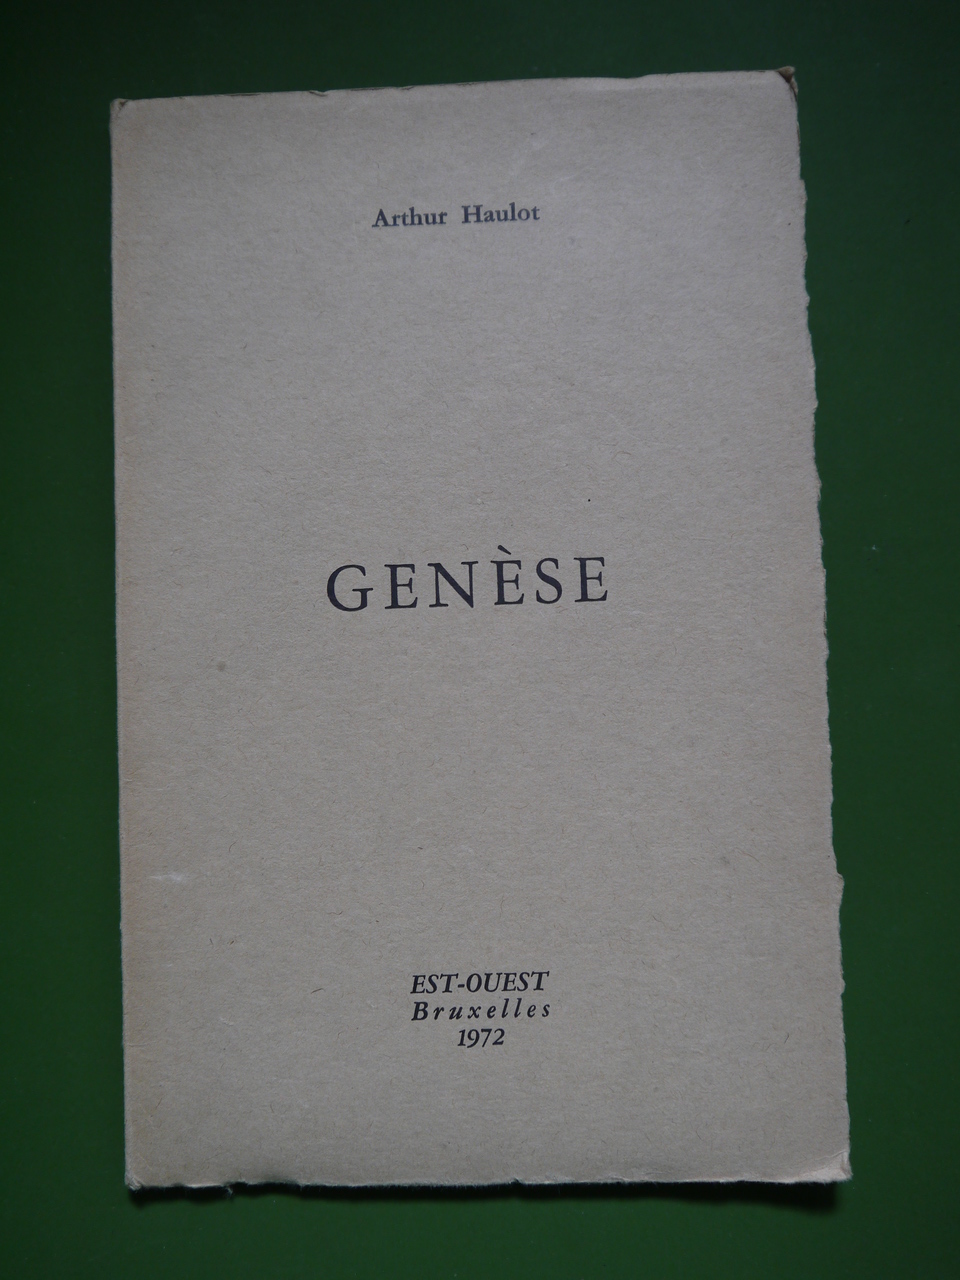 Arthur Haulot
GENÈSE
EST-OUEST
Bruxelles
1972